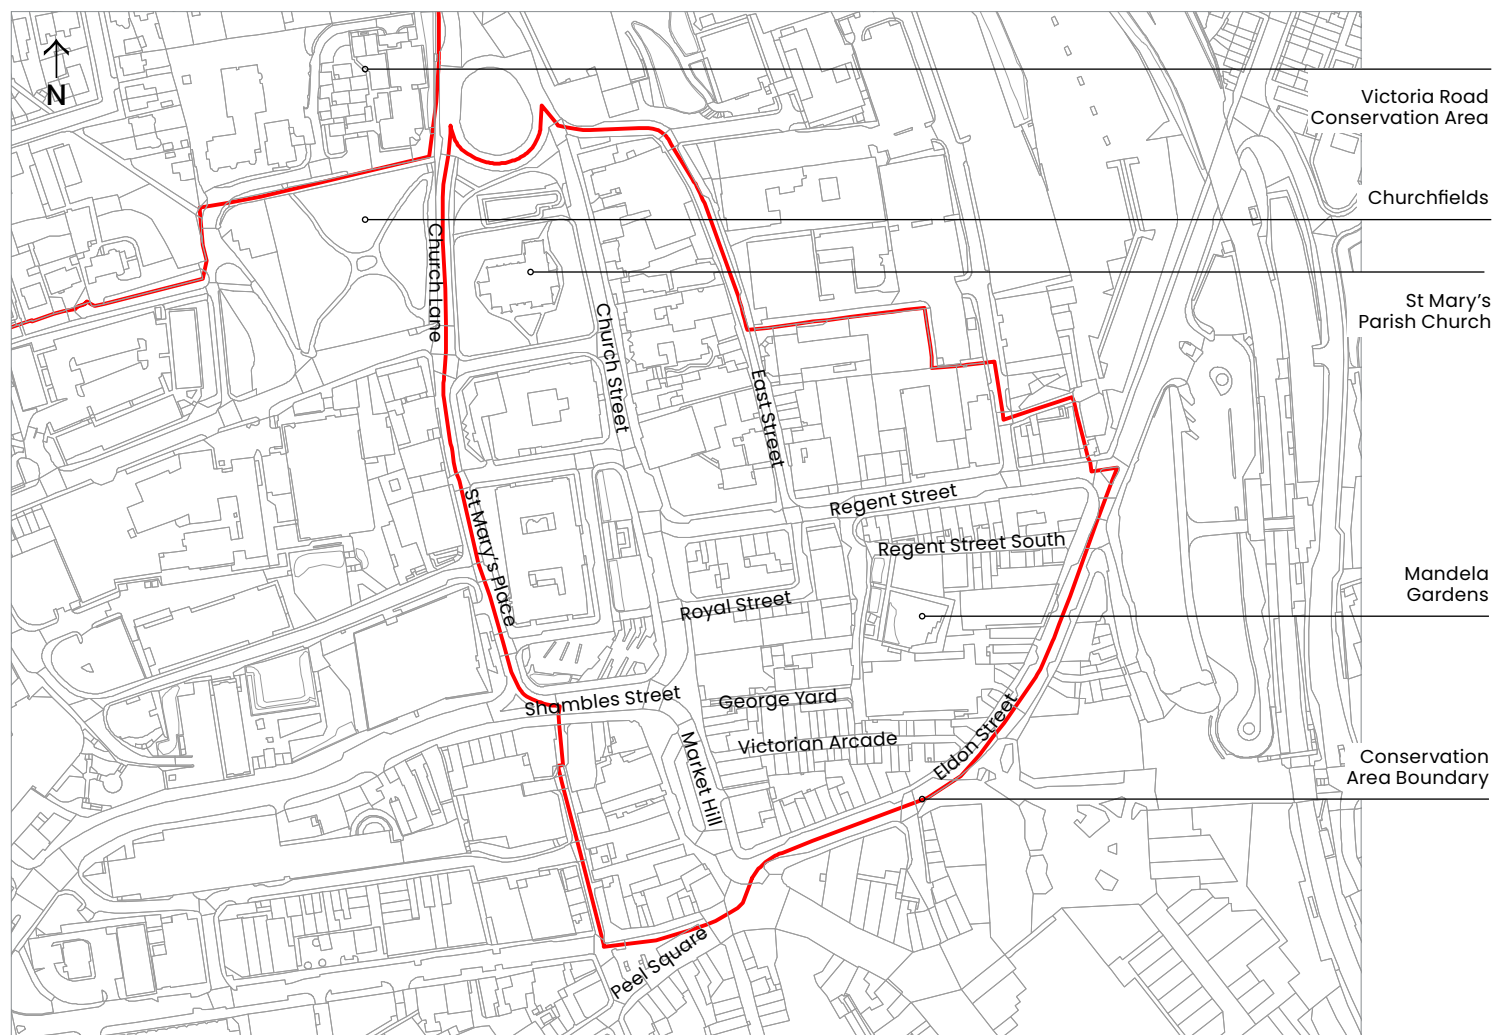 N
Victoria Road
Conservation Area
Churchfields
St Mary’s
Parish Church
Church Lane
Church Street
East Street
Regent Street
Regent Street South
St Mary’s Place
Mandela
Gardens
Royal Street
Shambles Street
George Yard
Victorian Arcade
Market Hill
Eldon Street
Conservation
Area Boundary
Peel Square